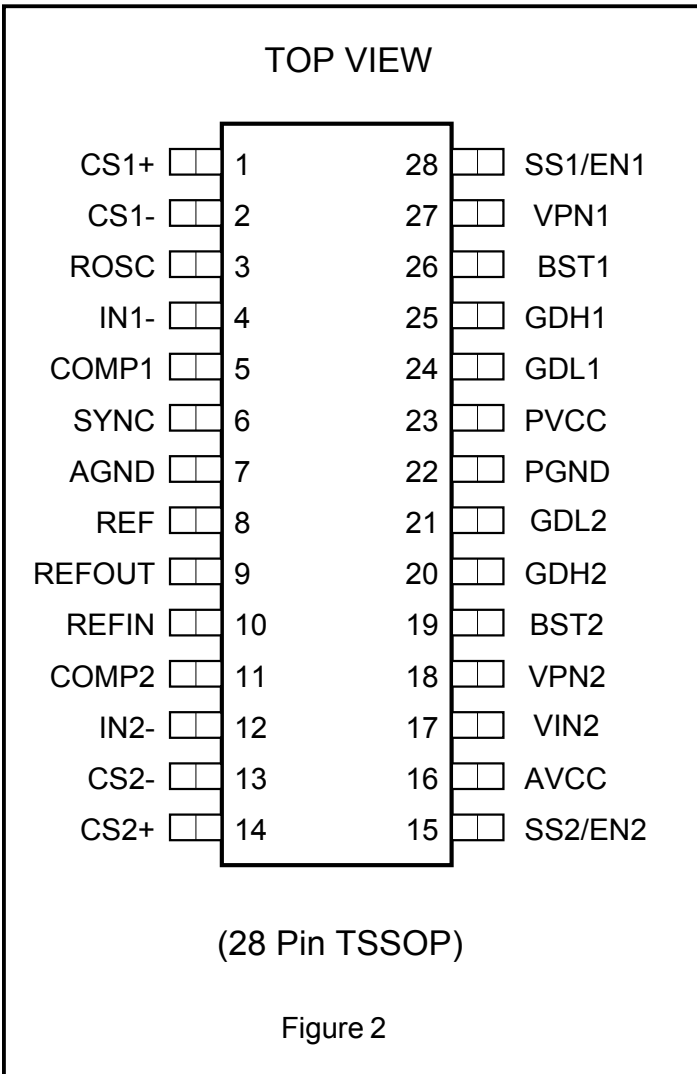 TOP VIEW
CS1+ 1 28 SS1/EN1
CS1- 2 27 VPN1
ROSC 3 26 BST1
IN1- 4 25 GDH1
COMP1 5 24 GDL1
SYNC 6 23 PVCC
AGND 7 22 PGND
REF 8 21 GDL2
REFOUT 9 20 GDH2
REFIN 10 19 BST2
COMP2 11 18 VPN2
IN2- 12 17 VIN2
CS2- 13 16 AVCC
CS2+ 14 15 SS2/EN2
(28 Pin TSSOP)
Figure 2